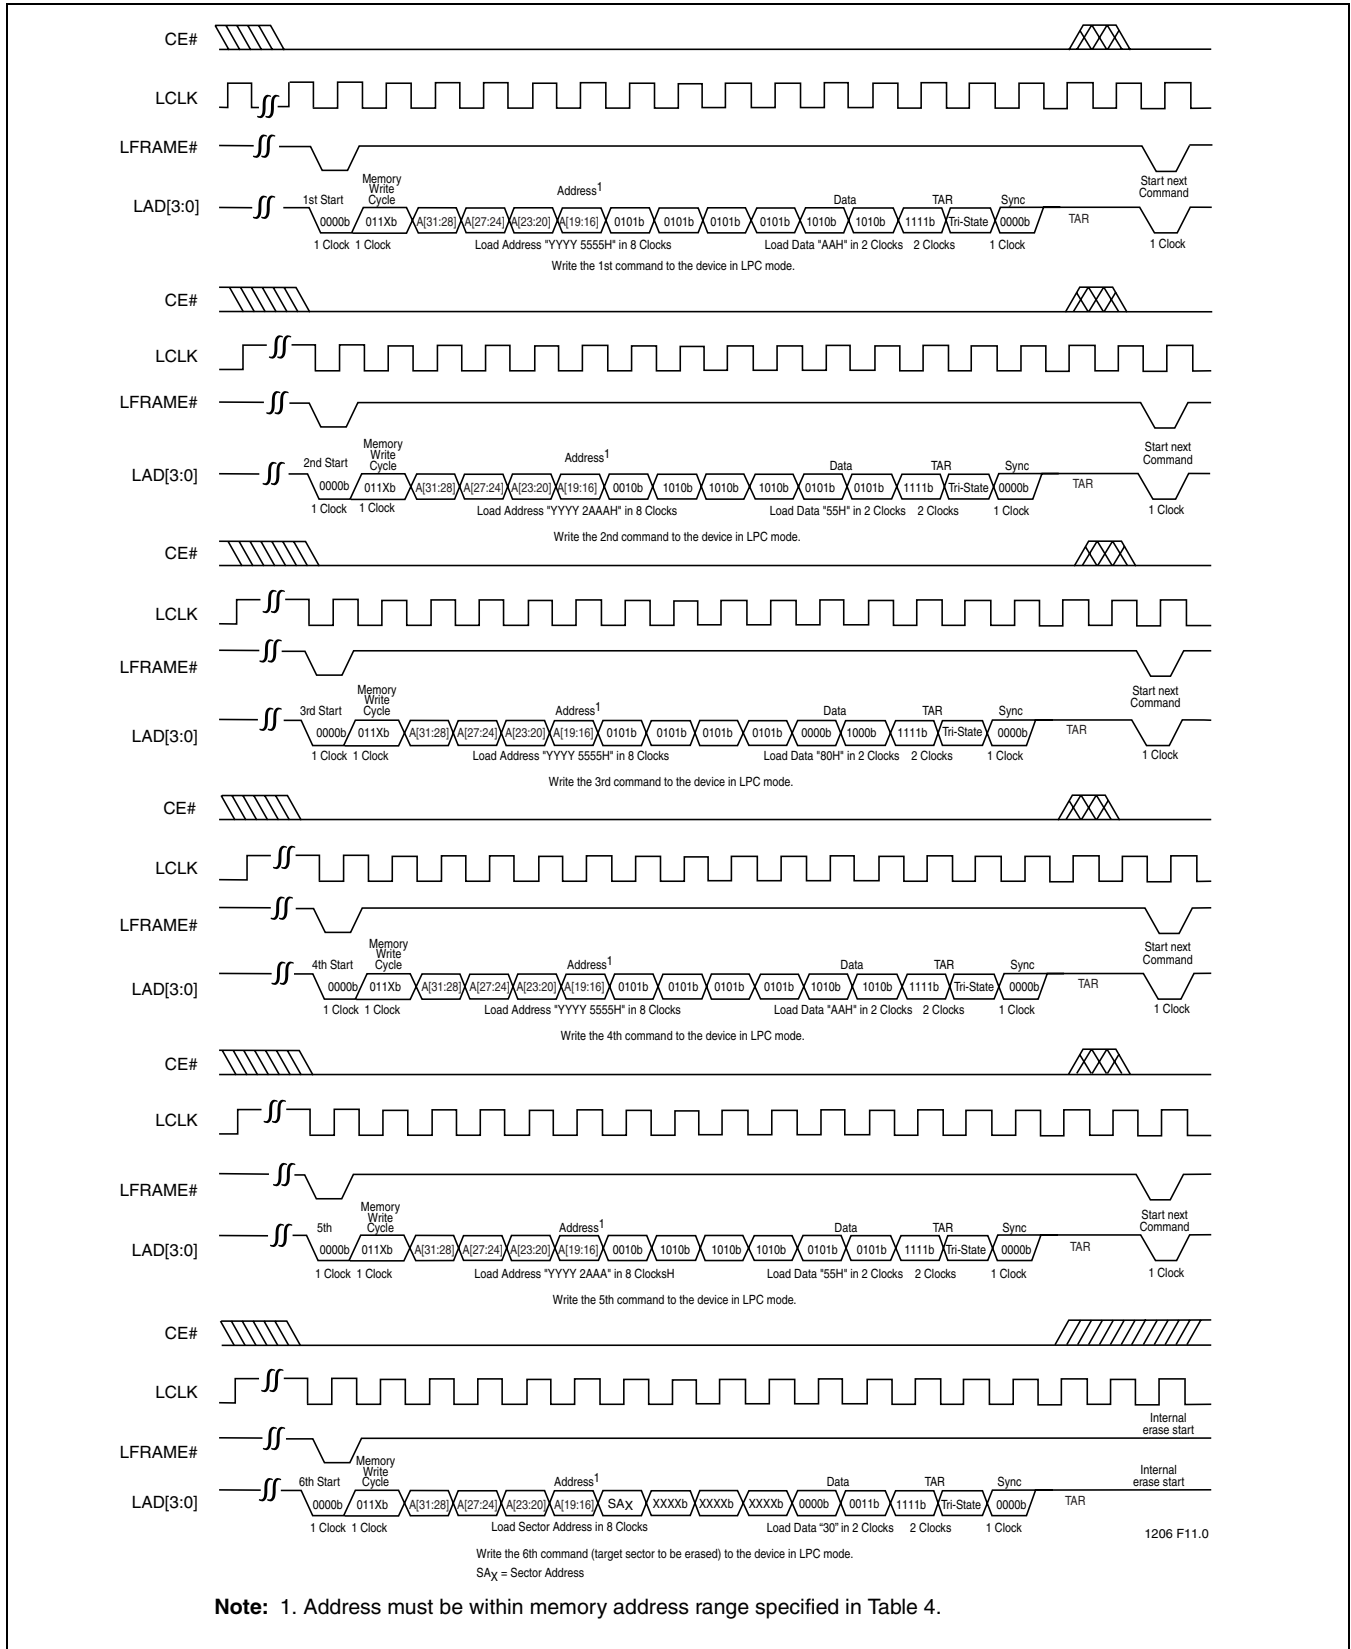 CE#
LCLK
LFRAME#
LAD[3:0]
1st Start
Memory
Write
Cycle
Address1
Data
TAR
Sync
Start next
Command
0000b 011Xb A[31:28] A[27:24] A[23:20] A[19:16] 0101b 0101b 0101b 0101b 1010b 1010b 1111b Tri-State 0000b TAR
1 Clock 1 Clock Load Address "YYYY 5555H" in 8 Clocks Load Data "AAH" in 2 Clocks 2 Clocks 1 Clock 1 Clock
Write the 1st command to the device in LPC mode.
CE#
LCLK
LFRAME#
LAD[3:0]
2nd Start
Memory
Write
Cycle
Address1
Data
TAR
Sync
Start next
Command
0000b 011Xb A[31:28] A[27:24] A[23:20] A[19:16] 0010b 1010b 1010b 1010b 0101b 0101b 1111b Tri-State 0000b TAR
1 Clock 1 Clock Load Address "YYYY 2AAAH" in 8 Clocks Load Data "55H" in 2 Clocks 2 Clocks 1 Clock 1 Clock
Write the 2nd command to the device in LPC mode.
CE#
LCLK
LFRAME#
LAD[3:0]
3rd Start
Memory
Write
Cycle
Address1
Data
TAR
Sync
Start next
Command
0000b 011Xb A[31:28] A[27:24] A[23:20] A[19:16] 0101b 0101b 0101b 0101b 0000b 1000b 1111b Tri-State 0000b TAR
1 Clock 1 Clock Load Address "YYYY 5555H" in 8 Clocks Load Data "80H" in 2 Clocks 2 Clocks 1 Clock 1 Clock
Write the 3rd command to the device in LPC mode.
CE#
LCLK
LFRAME#
LAD[3:0]
4th Start
Memory
Write
Cycle
Address1
Data
TAR
Sync
Start next
Command
0000b 011Xb A[31:28] A[27:24] A[23:20] A[19:16] 0101b 0101b 0101b 0101b 1010b 1010b 1111b Tri-State 0000b TAR
1 Clock 1 Clock Load Address "YYYY 5555H" in 8 Clocks Load Data "AAH" in 2 Clocks 2 Clocks 1 Clock 1 Clock
Write the 4th command to the device in LPC mode.
CE#
LCLK
LFRAME#
LAD[3:0]
5th
Memory
Write
Cycle
Address1
Data
TAR
Sync
Start next
Command
0000b 011Xb A[31:28] A[27:24] A[23:20] A[19:16] 0010b 1010b 1010b 1010b 0101b 0101b 1111b Tri-State 0000b TAR
1 Clock 1 Clock Load Address "YYYY 2AAA" in 8 ClocksH Load Data "55H" in 2 Clocks 2 Clocks 1 Clock 1 Clock
Write the 5th command to the device in LPC mode.
CE#
LCLK
LFRAME#
Internal
erase start
LAD[3:0]
6th Start
Memory
Write
Cycle
Address1
Data
TAR
Sync
Internal
erase start
0000b 011Xb A[31:28] A[27:24] A[23:20] A[19:16] SAX XXXXb XXXXb XXXXb 0000b 0011b 1111b Tri-State 0000b TAR
1 Clock 1 Clock Load Sector Address in 8 Clocks Load Data "30" in 2 Clocks 2 Clocks 1 Clock
1206 F11.0
Write the 6th command (target sector to be erased) to the device in LPC mode.
SAX = Sector Address
Note: 1. Address must be within memory address range specified in Table 4.